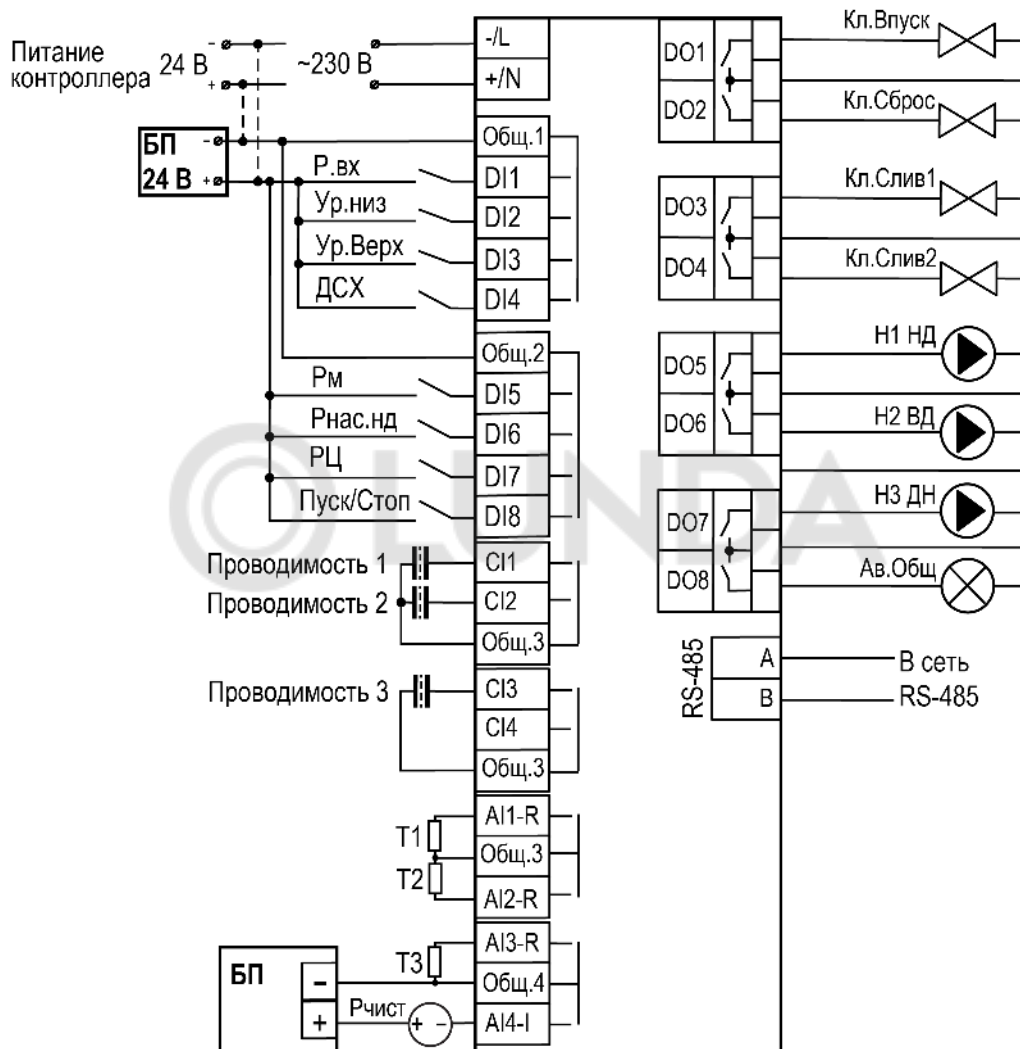 Питание контроллера
- 24 В +
~230 В
-/L
+/N
БП 24 В
-
+
Общ.1
Р.вх
DI1
Ур.низ
DI2
Ур.Верх
DI3
ДСХ
DI4
Общ.2
Рм
DI5
Рнас.нд
DI6
РЦ
DI7
Пуск/Стоп
DI8
Проводимость 1
CI1
Проводимость 2
CI2
Общ.3
Проводимость 3
CI3
CI4
Общ.3
AI1-R
T1
Общ.3
T2
AI2-R
AI3-R
T3
БП
-
Общ.4
+
Рчист
+ -
AI4-I
DO1
Кл.Впуск
DO2
Кл.Сброс
DO3
Кл.Слив1
DO4
Кл.Слив2
DO5
Н1 НД
DO6
Н2 ВД
DO7
Н3 ДН
DO8
Ав.Общ
RS-485
A
B
В сеть
RS-485
LUNDA